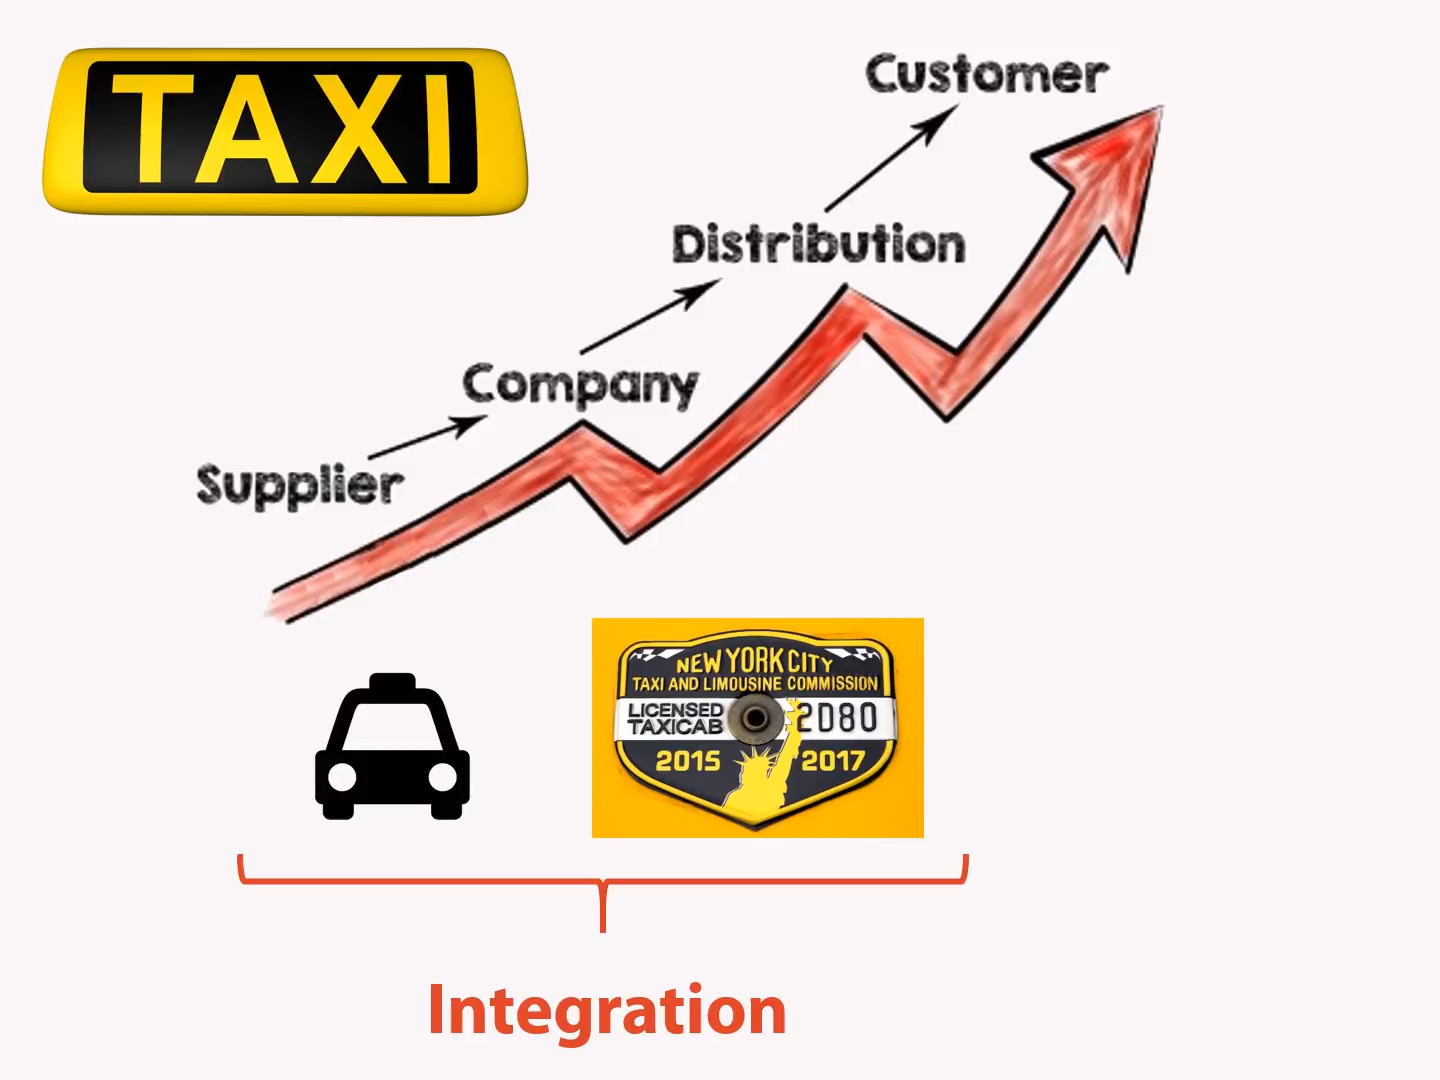 TAXI
Customer
Distribution
Company
Supplier
NEW YORK CITY
TAXI AND LIMOUSINE COMMISSION
LICENSED
TAXICAB
2D80
2015 2017
Integration